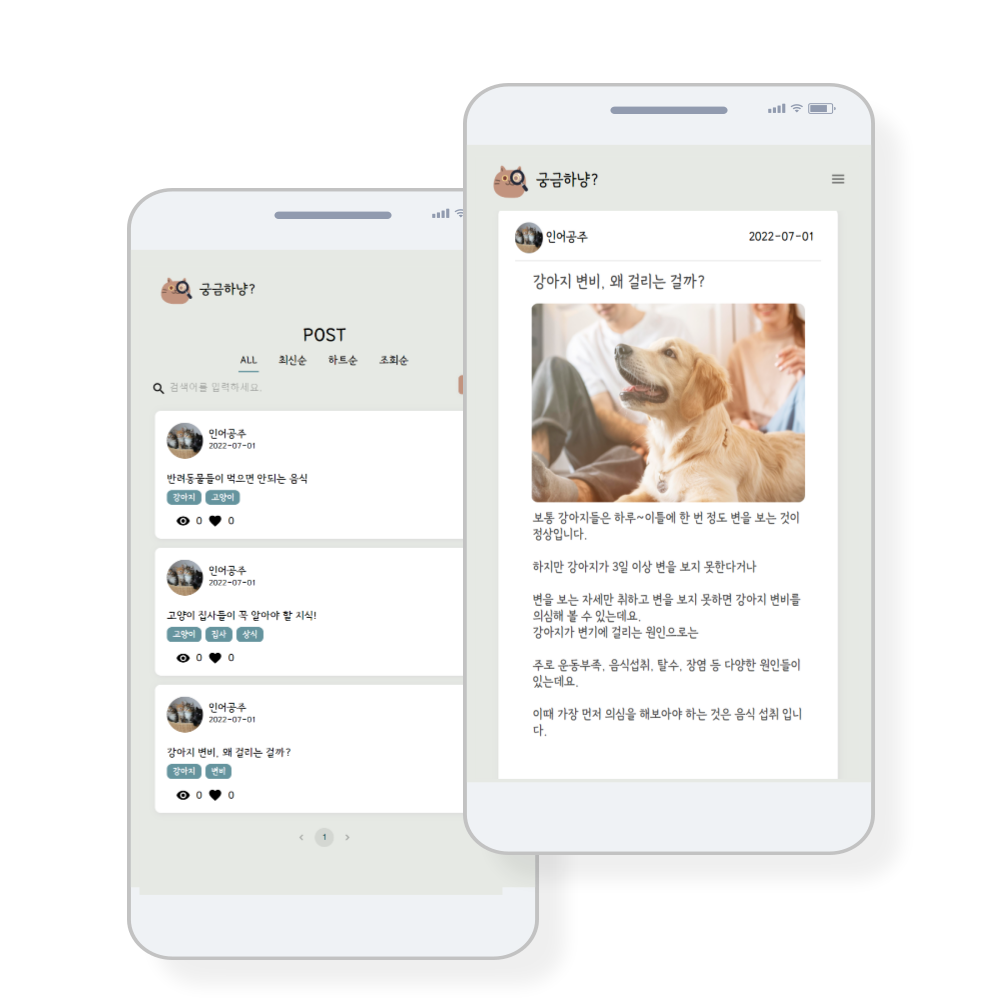 궁금하냥?
POST
ALL 최신순 하트순 조회순
검색어를 입력하세요.
인어공주
2022-07-01
반려동물들이 먹으면 안되는 음식
강아지 고양이
0 0
인어공주
2022-07-01
고양이 집사들이 꼭 알아야 할 지식!
고양이 집사 상식
0 0
인어공주
2022-07-01
강아지 변비, 왜 걸리는 걸까?
강아지 변비
0 0
< 1 >
궁금하냥?
인어공주 2022-07-01
강아지 변비, 왜 걸리는 걸까?
보통 강아지들은 하루~이틀에 한 번 정도 변을 보는 것이
정상입니다.
하지만 강아지가 3일 이상 변을 보지 못한다거나
변을 보는 자세만 취하고 변을 보지 못하면 강아지 변비를
의심해 볼 수 있는데요.
강아지가 변기에 걸리는 원인으로는
주로 운동부족, 음식섭취, 탈수, 장염 등 다양한 원인들이
있는데요.
이때 가장 먼저 의심을 해보아야 하는 것은 음식 섭취 입니
다.